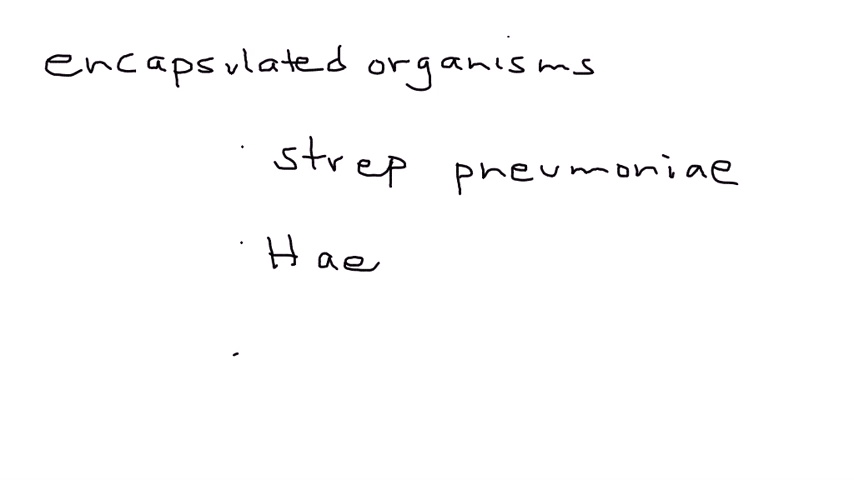 encapsulated organisms
· strep pneumoniae
· Hae
·